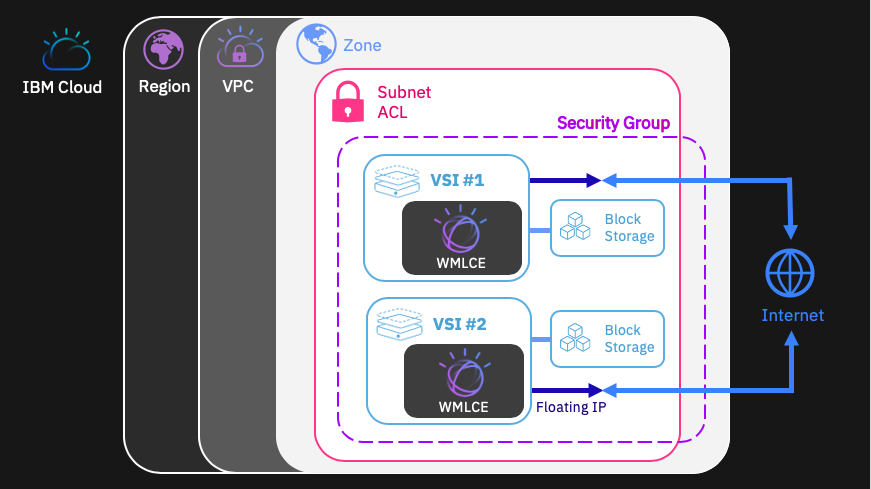 IBM Cloud
Region
VPC
Zone
Subnet
ACL
Security Group
VSI #1
WMLCE
Block
Storage
VSI #2
WMLCE
Block
Storage
Floating IP
Internet